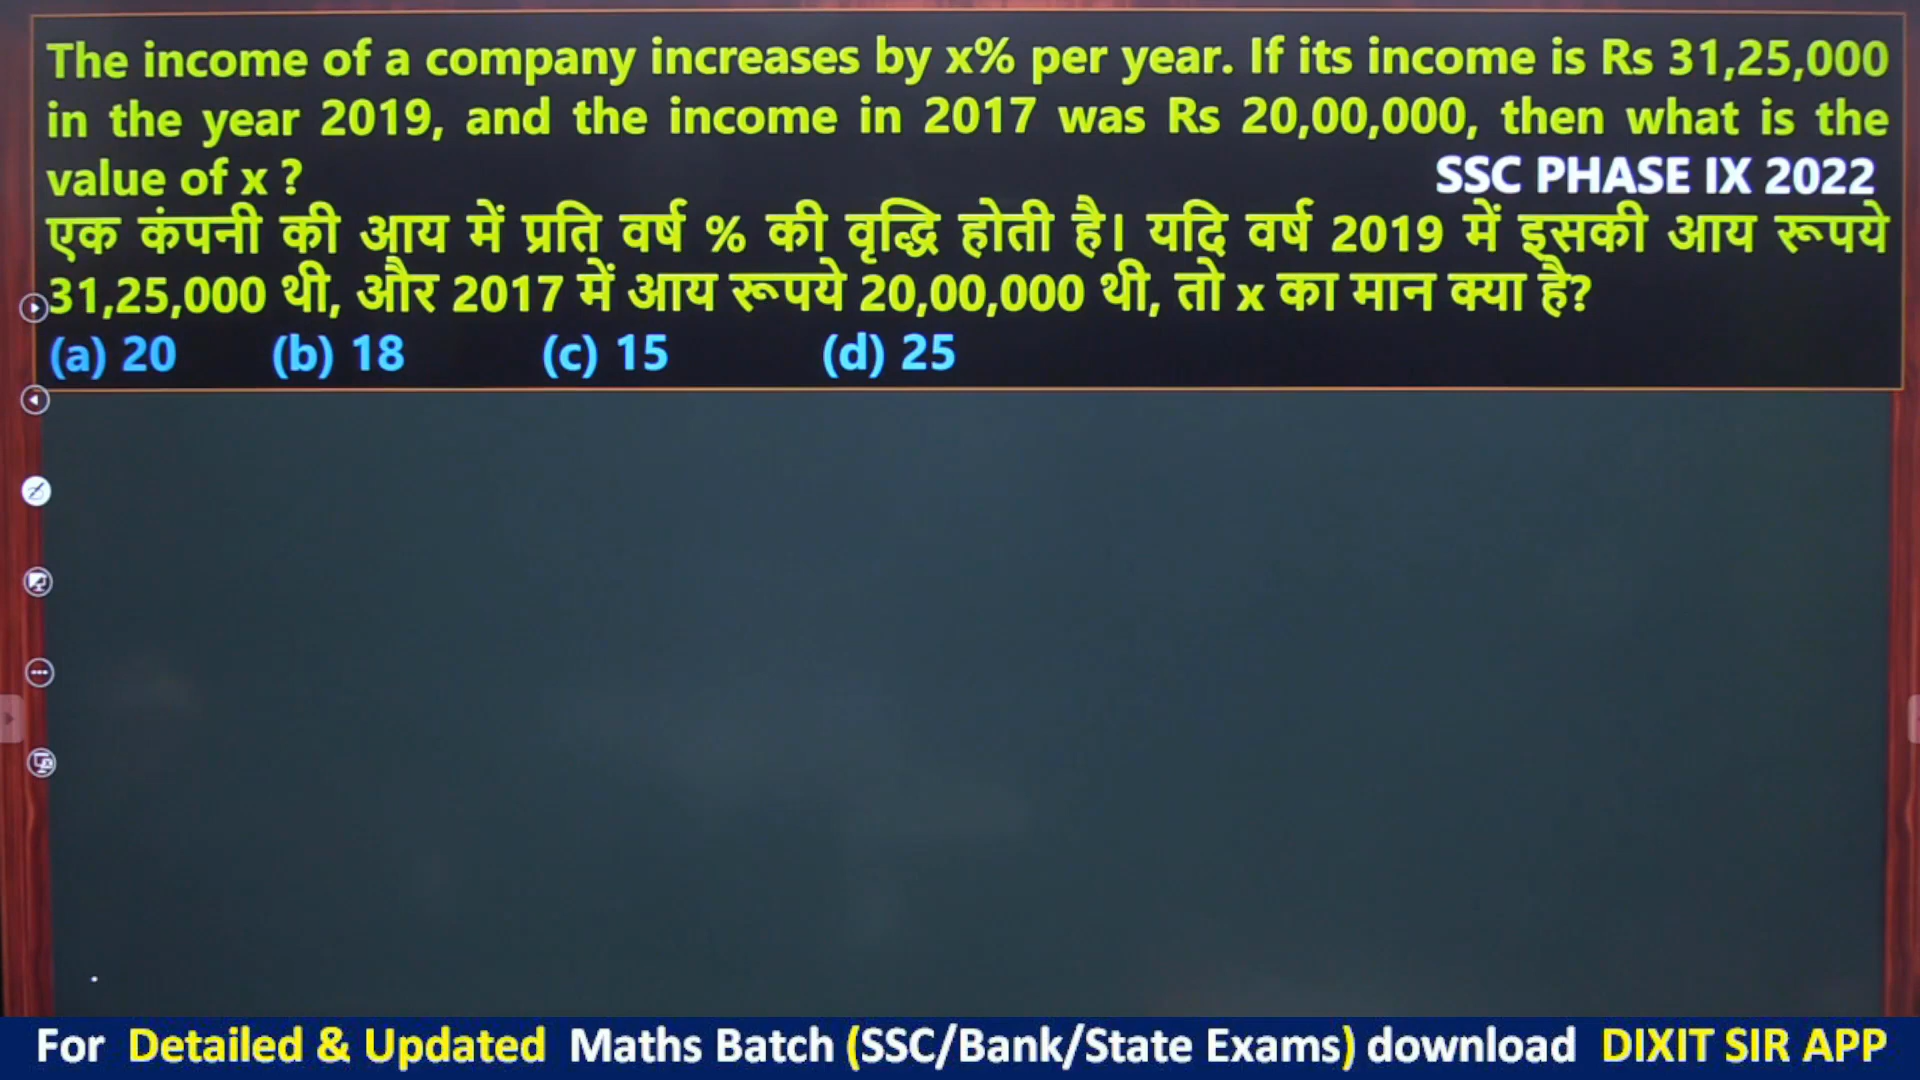 The income of a company increases by x% per year. If its income is Rs 31,25,000
in the year 2019, and the income in 2017 was Rs 20,00,000, then what is the
value of x ?
SSC PHASE IX 2022
एक कंपनी की आय में प्रति वर्ष % की वृद्धि होती है। यदि वर्ष 2019 में इसकी आय रूपये
31,25,000 थी, और 2017 में आय रूपये 20,00,000 थी, तो x का मान क्या है?
(a) 20 (b) 18 (c) 15 (d) 25
For Detailed & Updated Maths Batch (SSC/Bank/State Exams) download DIXIT SIR APP